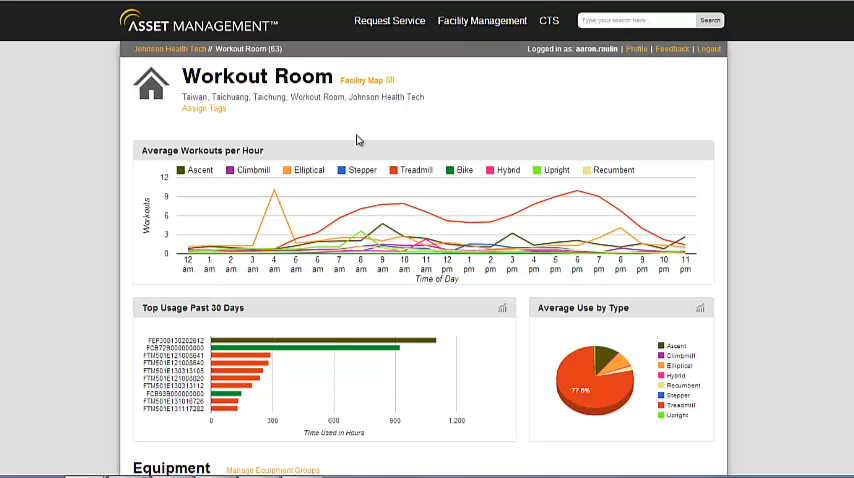 ASSET MANAGEMENT™
Request Service Facility Management CTS Type your search here ... Search
Johnson Health Tech // Workout Room (63) Logged in as: aaron.raulin | Profile | Feedback | Logout
Workout Room Facility Map
Taiwan, Taichuang, Taichung, Workout Room, Johnson Health Tech
Assign Tags
Average Workouts per Hour
Ascent Climbmill Elliptical Stepper Treadmill Bike Hybrid Upright Recumbent
12
9
6
3
0
Workouts
12 1 2 3 4 5 6 7 8 9 10 11 12 1 2 3 4 5 6 7 8 9 10 11
am am am am am am am am am am am am pm pm pm pm pm pm pm pm pm pm pm pm
Time of Day
Top Usage Past 30 Days
FEP308130202612
FCB72B000000000
FTM501E121008641
FTM501E121008640
FTM501E130313105
FTM501E121008820
FTM501E130313112
FCB93B000000000
FTM501E131016726
FTM501E131117282
0 300 600 900 1,200
Time Used in Hours
Average Use by Type
77.6%
Ascent
Climbmill
Elliptical
Hybrid
Recumbent
Stepper
Treadmill
Upright
Equipment Manage Equipment Groups